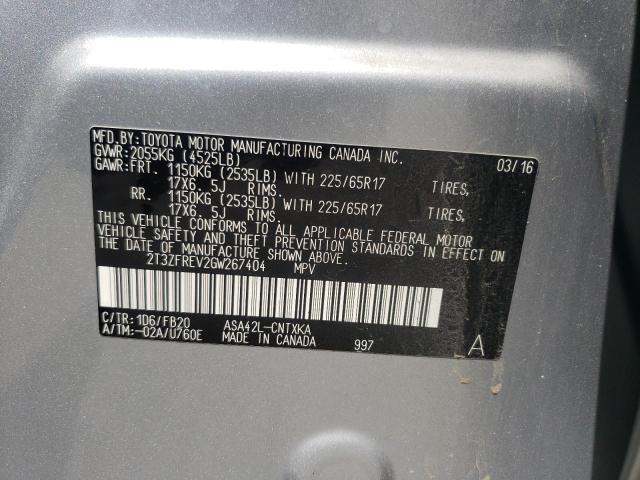 MFD.BY:TOYOTA MOTOR MANUFACTURING CANADA INC. 03/16
GVWR:2055KG (4525LB)
GAWR:FRT. 1150KG (2535LB) WITH 225/65R17 TIRES,
17X6.5J RIMS.
RR. 1150KG (2535LB) WITH 225/65R17 TIRES,
17X6.5J RIMS.
THIS VEHICLE CONFORMS TO ALL APPLICABLE FEDERAL MOTOR
VEHICLE SAFETY AND THEFT PREVENTION STANDARDS IN EFFECT ON
THE DATE OF MANUFACTURE SHOWN ABOVE.
2T3ZFREV2GW267404 MPV
C/TR:1D6/FB20 ASA42L-CNTXKA
A/TM:-02A/U760E MADE IN CANADA 997 A